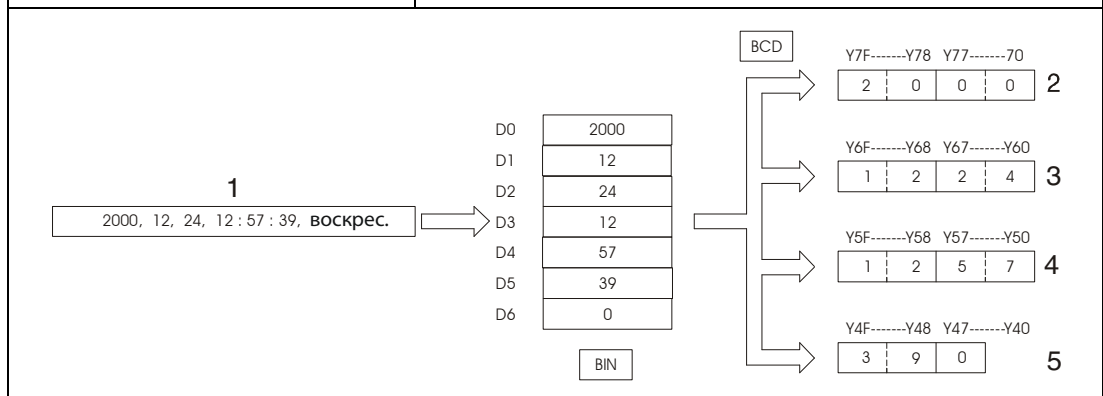 BCD
Y7F-------Y78 Y77-------70
2 0 0 0 2
D0 2000
D1 12
Y6F-------Y68 Y67-------Y60
1 2 2 4 3
1
D2 24
2000, 12, 24, 12 : 57 : 39, воскрес.
D3 12
D4 57
Y5F-------Y58 Y57-------Y50
1 2 5 7 4
D5 39
D6 0
Y4F-------Y48 Y47-------Y40
3 9 0 5
BIN